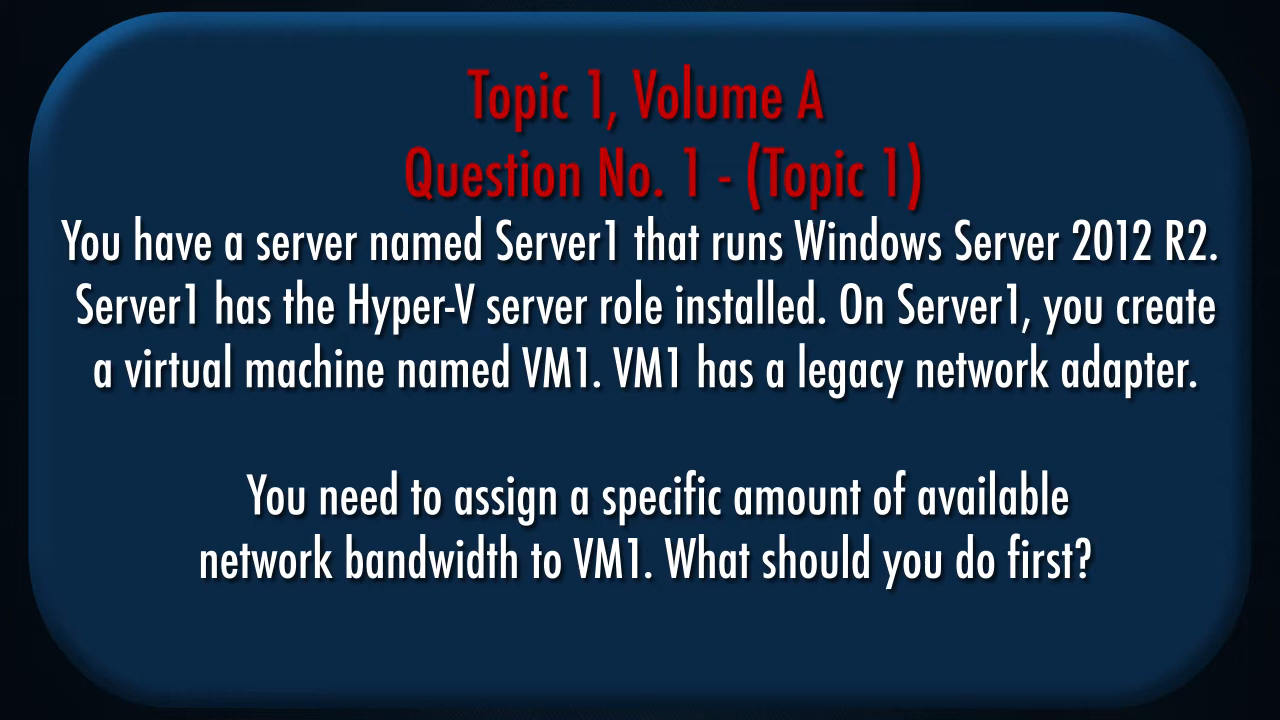 Topic 1, Volume A
Question No. 1 - (Topic 1)
You have a server named Server1 that runs Windows Server 2012 R2.
Server1 has the Hyper-V server role installed. On Server1, you create
a virtual machine named VM1. VM1 has a legacy network adapter.
You need to assign a specific amount of available
network bandwidth to VM1. What should you do first?